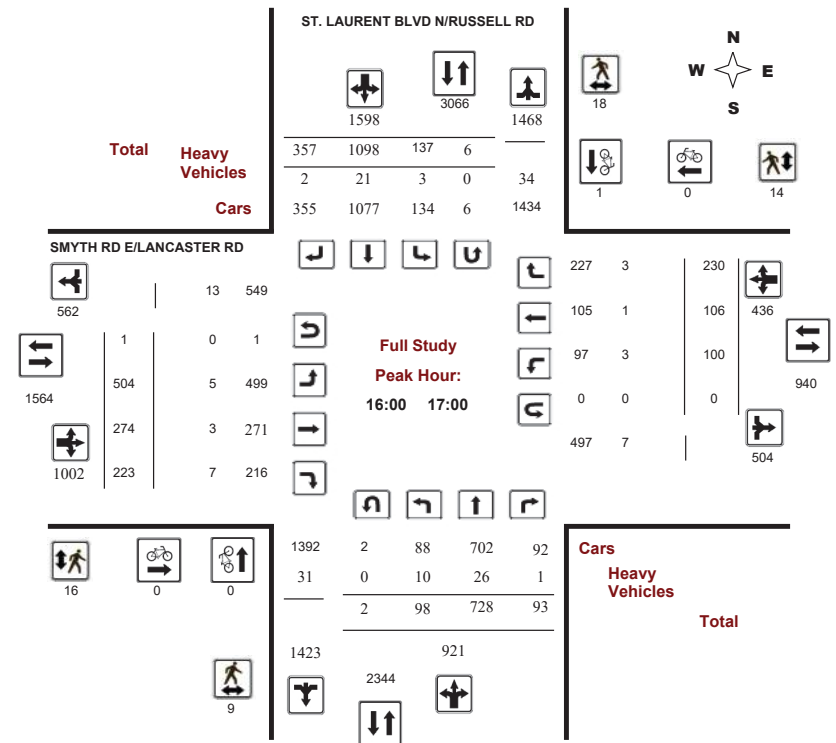 ST. LAURENT BLVD N/RUSSELL RD
N
W E
S
3066
18
1598 1468
Total Heavy Vehicles
357 1098 137 6
2 21 3 0 34
Cars 355 1077 134 6 1434
1 0 14
SMYTH RD E/LANCASTER RD
13 549
562
227 3 230
105 1 106 436
1 0 1
Full Study
97 3 100
1564
504 5 499
Peak Hour:
940
16:00 17:00
0 0 0
274 3 271
497 7
504
1002 223 7 216
1392 2 88 702 92 Cars
31 0 10 26 1 Heavy Vehicles
16 0 0
2 98 728 93 Total
1423 921
2344
9